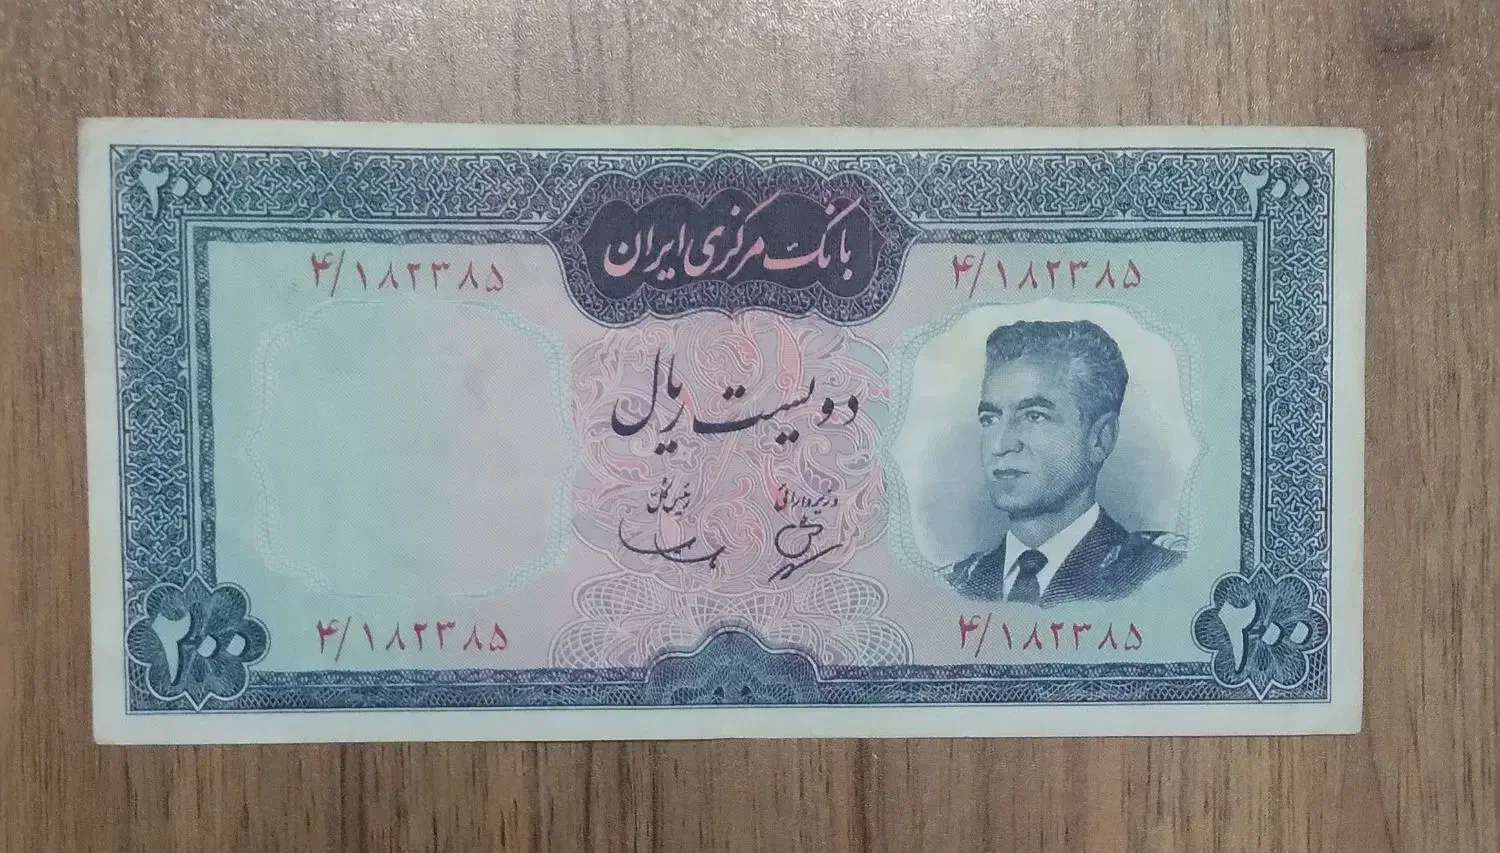 ۲۰۰
۲۰۰
بانک مرکزی ایران
۴/۱۸۲۳۸۵
۴/۱۸۲۳۸۵
دویست ریال
وزیر دارائی
رئیس کل
۴/۱۸۲۳۸۵
۴/۱۸۲۳۸۵
۲۰۰
۲۰۰